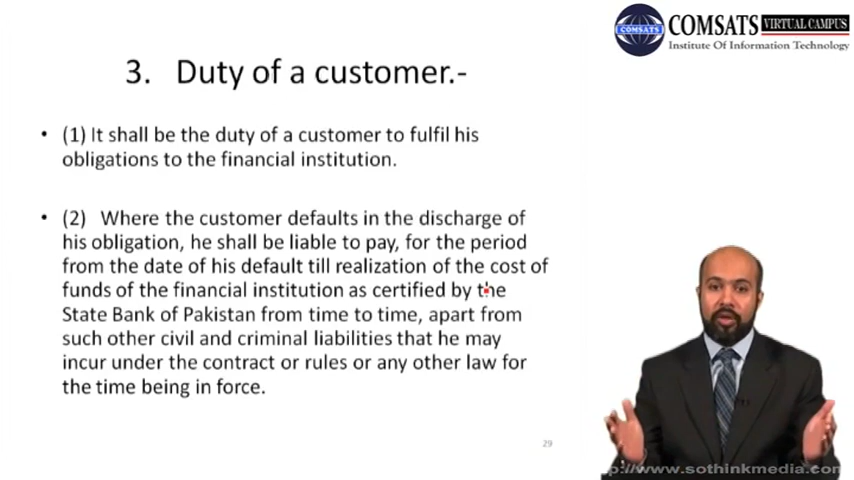 COMSATS VIRTUAL CAMPUS
COMSATS
Institute Of Information Technology
3. Duty of a customer.-
• (1) It shall be the duty of a customer to fulfil his
obligations to the financial institution.
• (2) Where the customer defaults in the discharge of
his obligation, he shall be liable to pay, for the period
from the date of his default till realization of the cost of
funds of the financial institution as certified by the
State Bank of Pakistan from time to time, apart from
such other civil and criminal liabilities that he may
incur under the contract or rules or any other law for
the time being in force.
29
tp://www.sothinkmedia.com